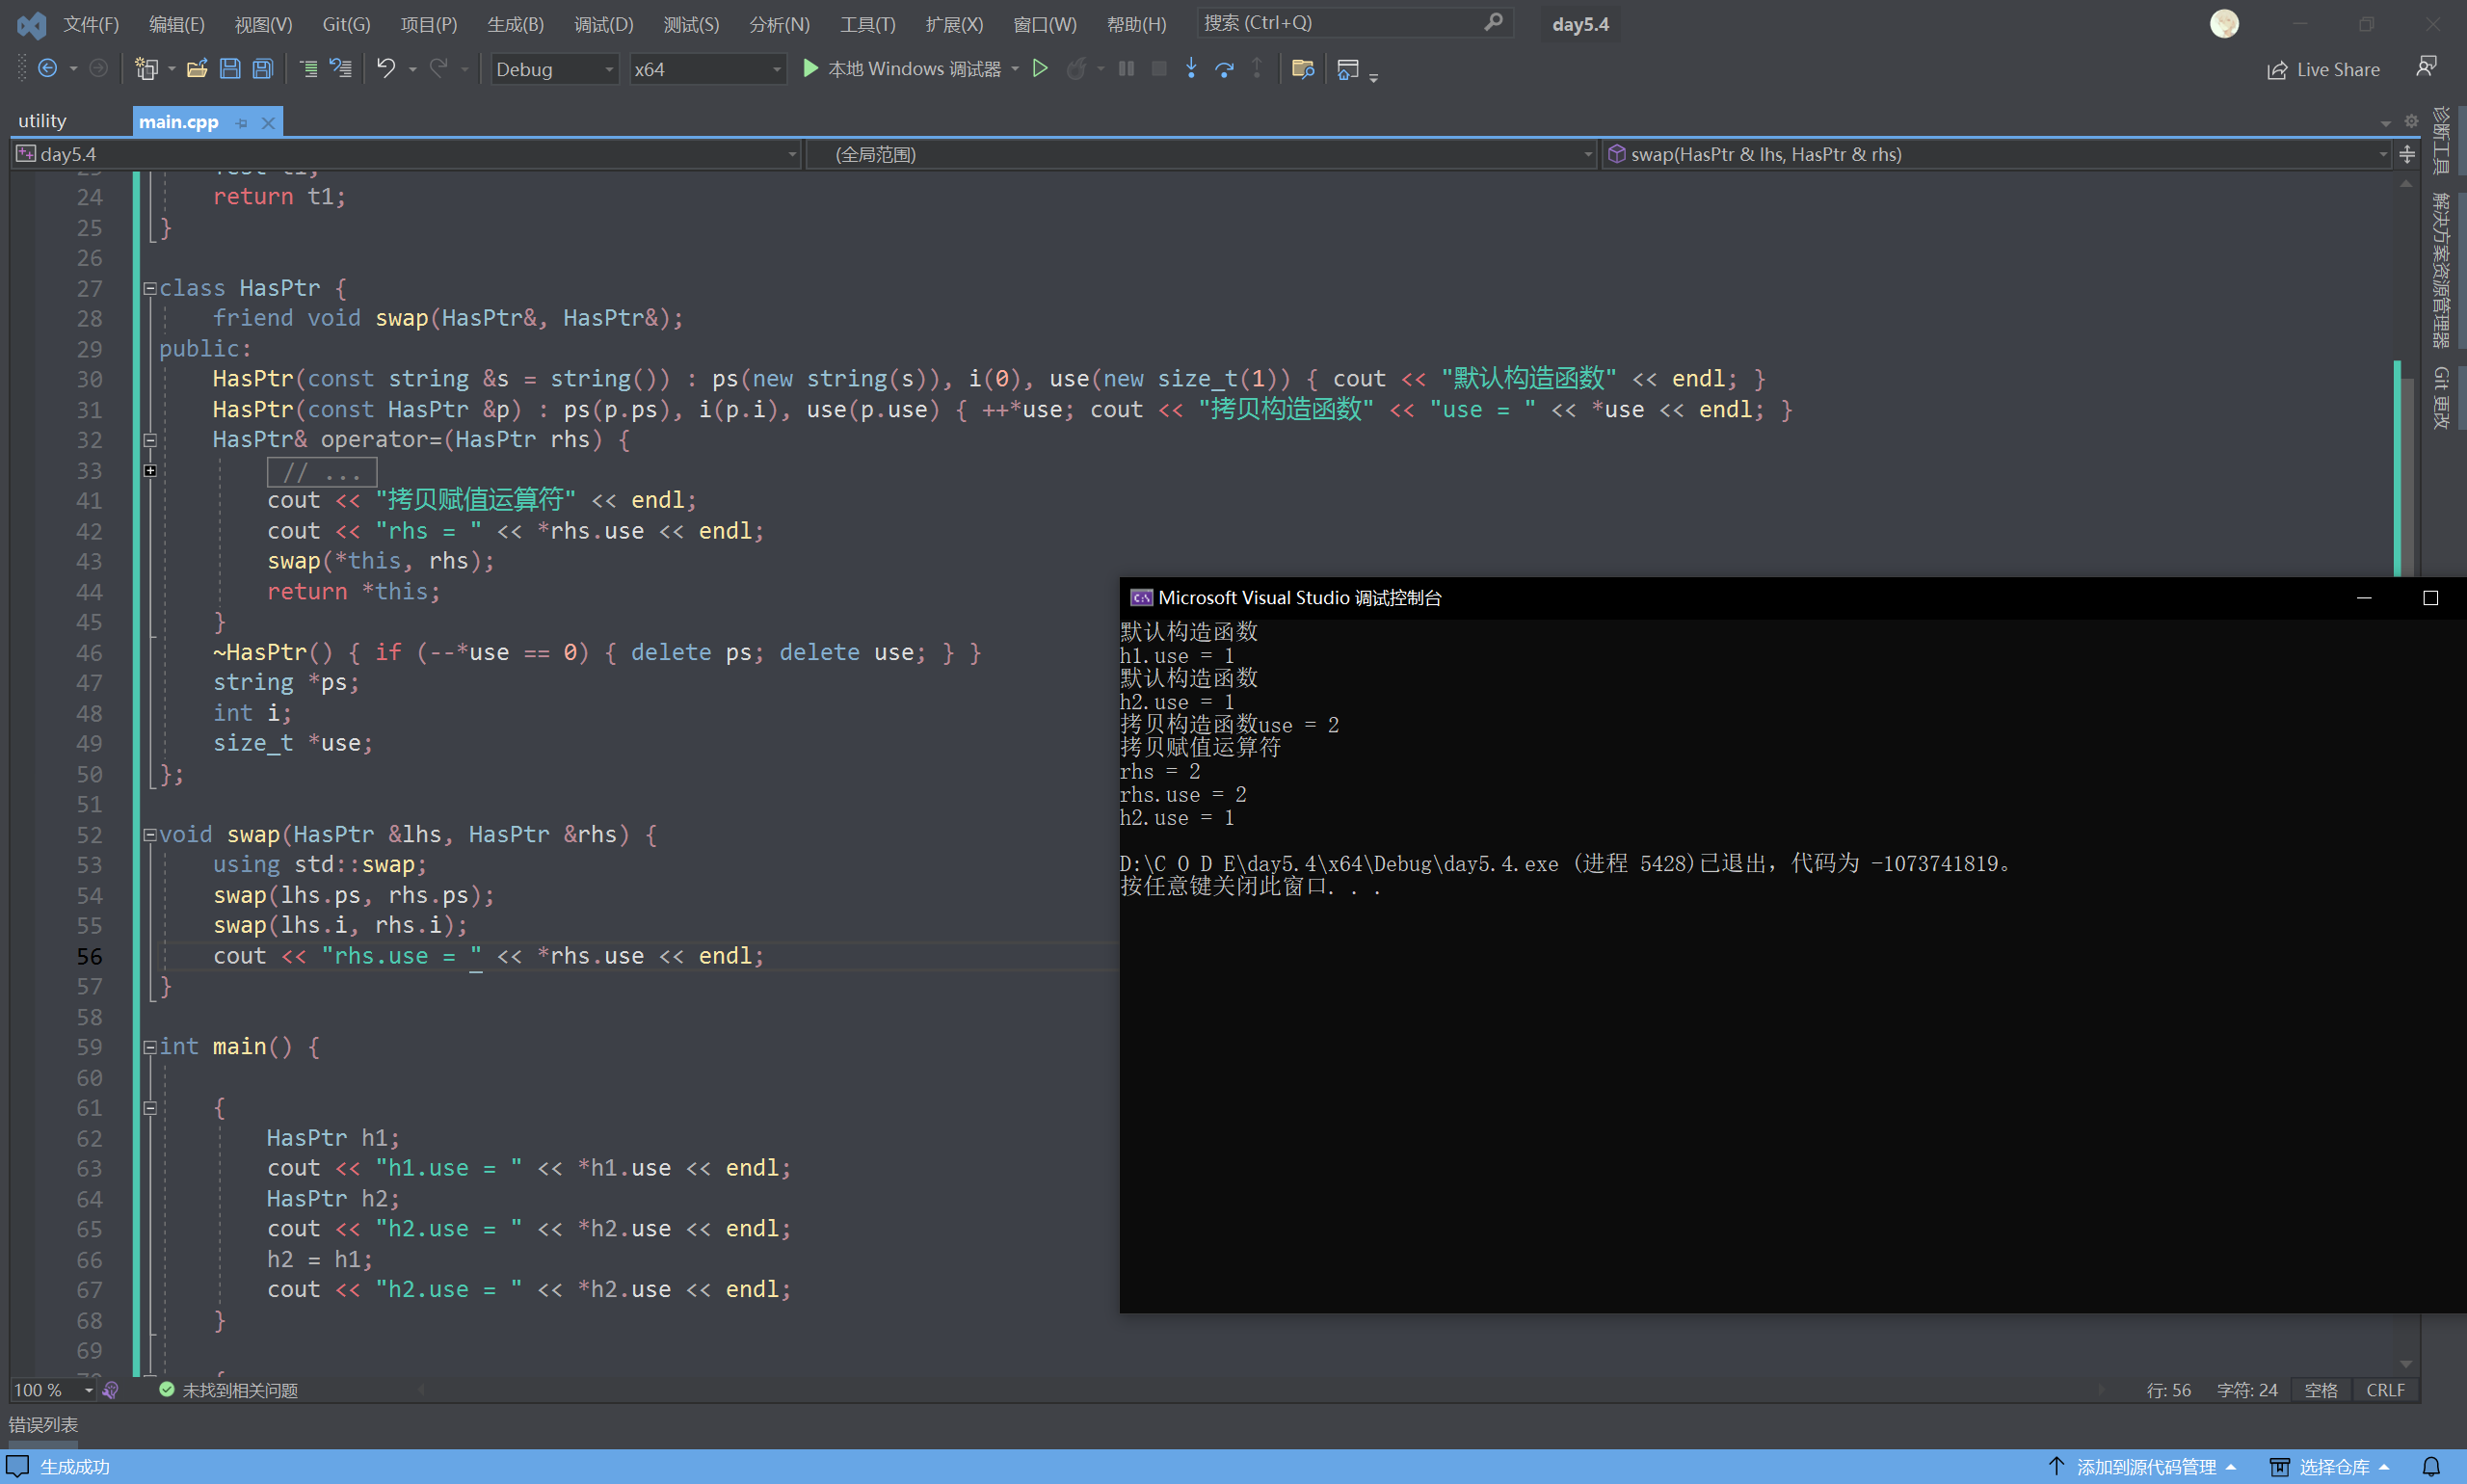 文件(F) 编辑(E) 视图(V) Git(G) 项目(P) 生成(B) 调试(D) 测试(S) 分析(N) 工具(T) 扩展(X) 窗口(W) 帮助(H) 搜索 (Ctrl+Q) day5.4
Debug x64 本地 Windows 调试器 Live Share
utility main.cpp
day5.4 (全局范围) swap(HasPtr & lhs, HasPtr & rhs)
诊断工具
解决方案资源管理器
Git 更改
24 return t1;
25 }
26
27 class HasPtr {
28 friend void swap(HasPtr&, HasPtr&);
29 public:
30 HasPtr(const string &s = string()) : ps(new string(s)), i(0), use(new size_t(1)) { cout << "默认构造函数" << endl; }
31 HasPtr(const HasPtr &p) : ps(p.ps), i(p.i), use(p.use) { ++*use; cout << "拷贝构造函数" << "use = " << *use << endl; }
32 HasPtr& operator=(HasPtr rhs) {
33 // ...
41 cout << "拷贝赋值运算符" << endl;
42 cout << "rhs = " << *rhs.use << endl;
43 swap(*this, rhs);
44 return *this;
45 }
46 ~HasPtr() { if (--*use == 0) { delete ps; delete use; } }
47 string *ps;
48 int i;
49 size_t *use;
50 };
51
52 void swap(HasPtr &lhs, HasPtr &rhs) {
53 using std::swap;
54 swap(lhs.ps, rhs.ps);
55 swap(lhs.i, rhs.i);
56 cout << "rhs.use = " << *rhs.use << endl;
57 }
58
59 int main() {
60
61 {
62 HasPtr h1;
63 cout << "h1.use = " << *h1.use << endl;
64 HasPtr h2;
65 cout << "h2.use = " << *h2.use << endl;
66 h2 = h1;
67 cout << "h2.use = " << *h2.use << endl;
68 }
69
Microsoft Visual Studio 调试控制台
默认构造函数
h1.use = 1
默认构造函数
h2.use = 1
拷贝构造函数use = 2
拷贝赋值运算符
rhs = 2
rhs.use = 2
h2.use = 1
D:\C O D E\day5.4\x64\Debug\day5.4.exe (进程 5428)已退出，代码为 -1073741819。
按任意键关闭此窗口. . .
100 % 未找到相关问题 行: 56 字符: 24 空格 CRLF
错误列表
生成成功 添加到源代码管理 选择仓库